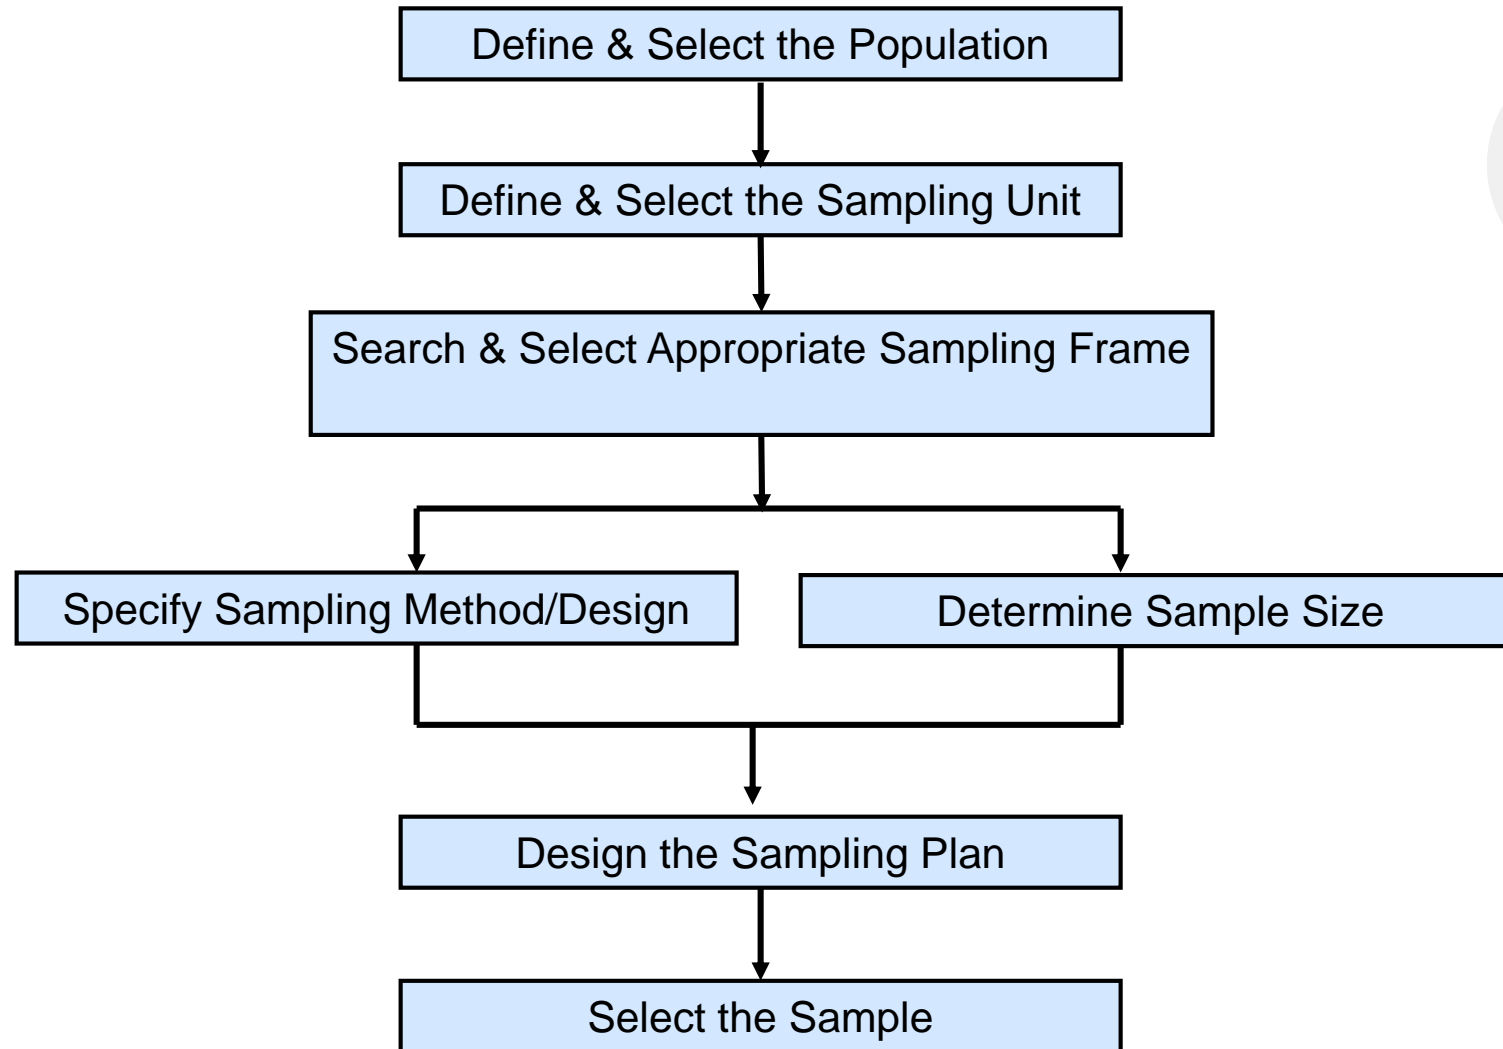 Define & Select the Population
Define & Select the Sampling Unit
Search & Select Appropriate Sampling Frame
Specify Sampling Method/Design
Determine Sample Size
Design the Sampling Plan
Select the Sample